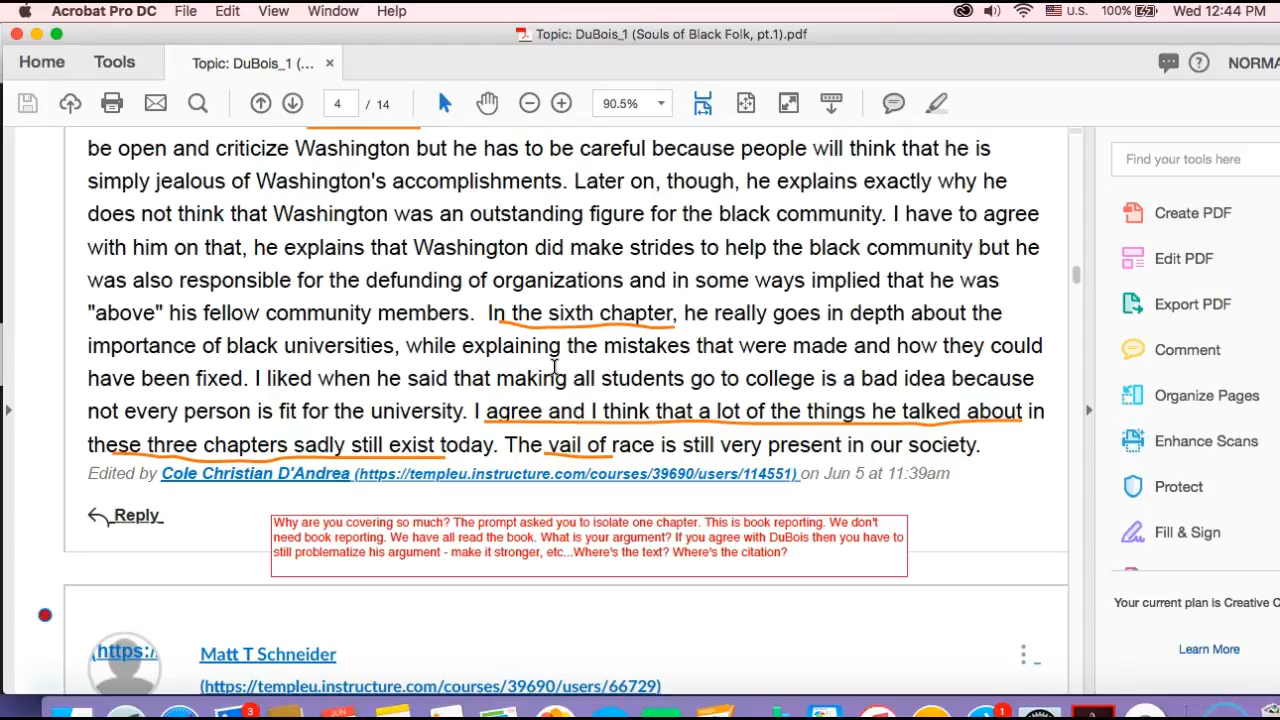 Acrobat Pro DC File Edit View Window Help U.S. 100% Wed 12:44 PM
Topic: DuBois_1 (Souls of Black Folk, pt.1).pdf
Home Tools Topic: DuBois_1 (... × ? NORMA
4 / 14 90.5%
be open and criticize Washington but he has to be careful because people will think that he is
simply jealous of Washington's accomplishments. Later on, though, he explains exactly why he
does not think that Washington was an outstanding figure for the black community. I have to agree
with him on that, he explains that Washington did make strides to help the black community but he
was also responsible for the defunding of organizations and in some ways implied that he was
"above" his fellow community members. In the sixth chapter, he really goes in depth about the
importance of black universities, while explaining the mistakes that were made and how they could
have been fixed. I liked when he said that making all students go to college is a bad idea because
not every person is fit for the university. I agree and I think that a lot of the things he talked about in
these three chapters sadly still exist today. The vail of race is still very present in our society.
Edited by Cole Christian D'Andrea (https://templeu.instructure.com/courses/39690/users/114551) on Jun 5 at 11:39am
Reply
Why are you covering so much? The prompt asked you to isolate one chapter. This is book reporting. We don't
need book reporting. We have all read the book. What is your argument? If you agree with DuBois then you have to
still problematize his argument - make it stronger, etc...Where's the text? Where's the citation?
(https:/
Matt T Schneider
(https://templeu.instructure.com/courses/39690/users/66729)
Find your tools here
Create PDF
Edit PDF
Export PDF
Comment
Organize Pages
Enhance Scans
Protect
Fill & Sign
Your current plan is Creative C
Learn More
3
JUN
1